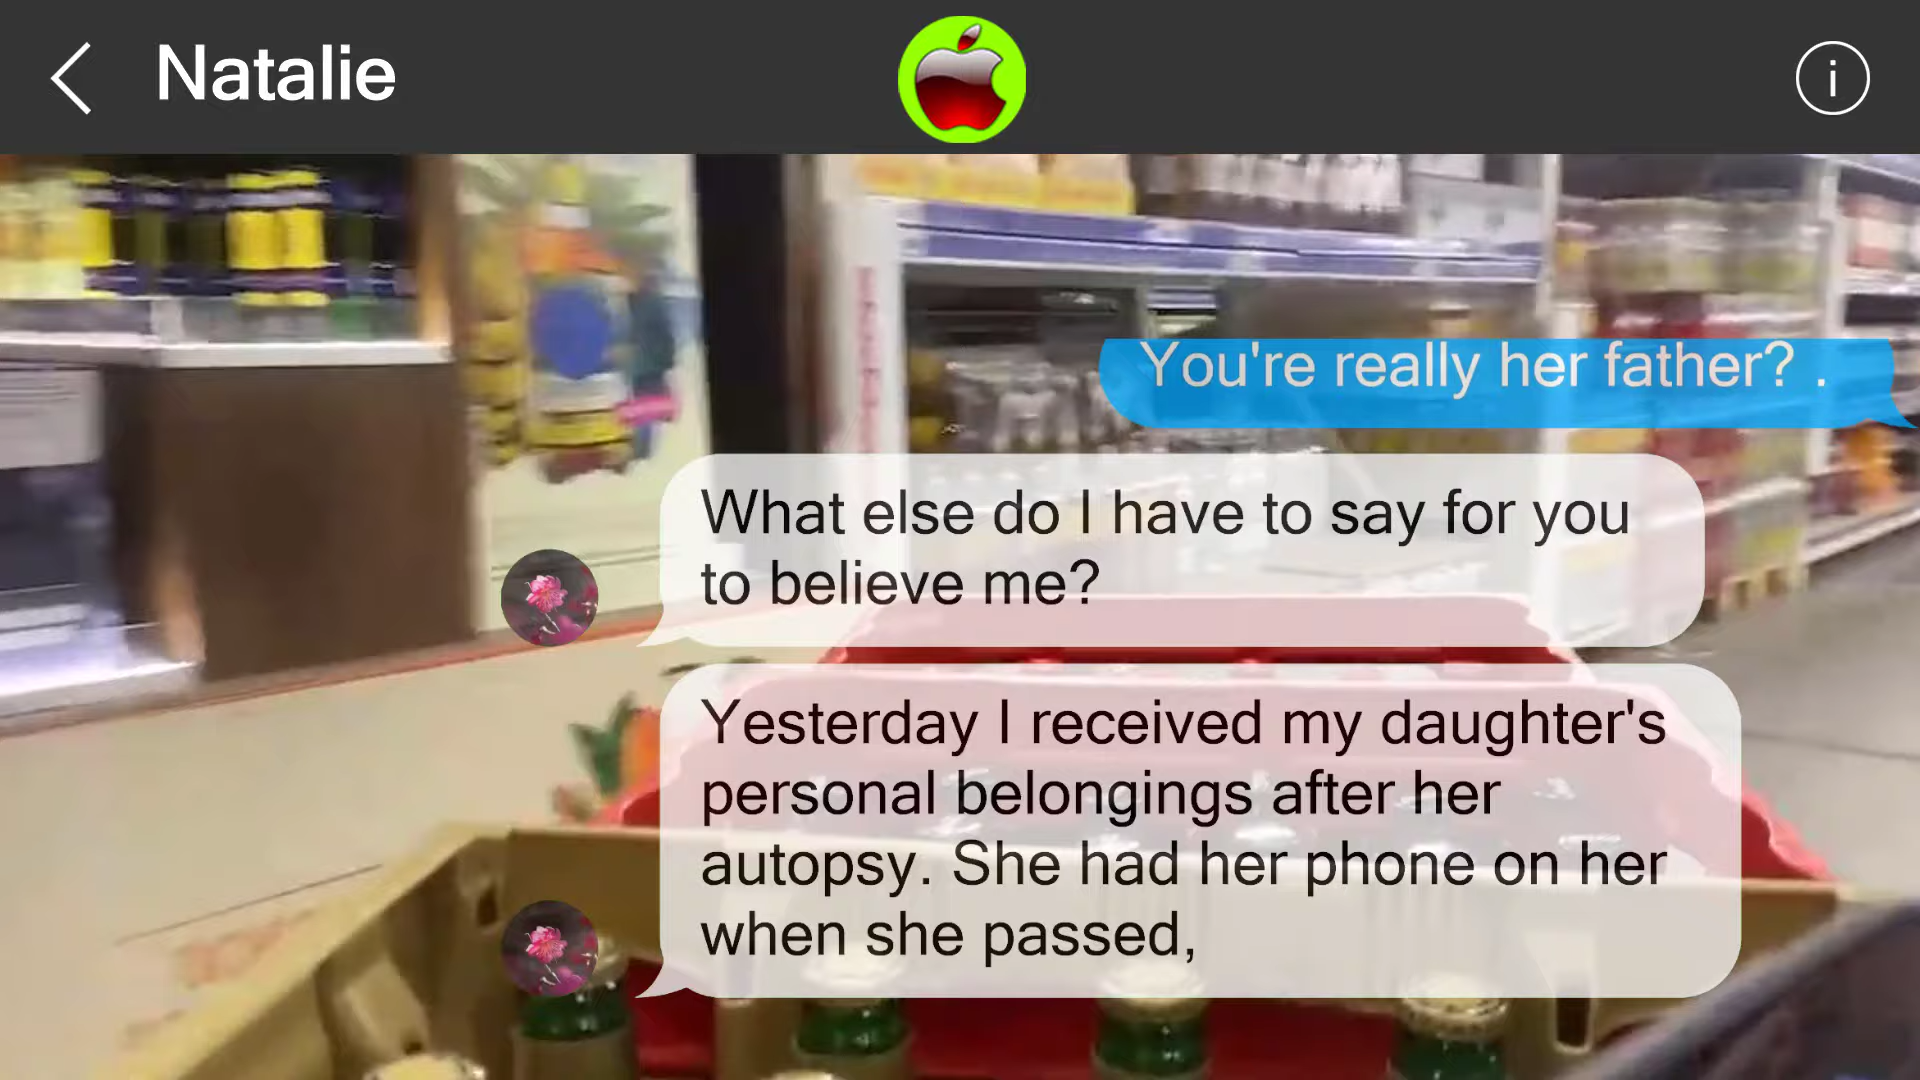 Natalie
You're really her father? .
What else do I have to say for you
to believe me?
Yesterday I received my daughter's
personal belongings after her
autopsy. She had her phone on her
when she passed,